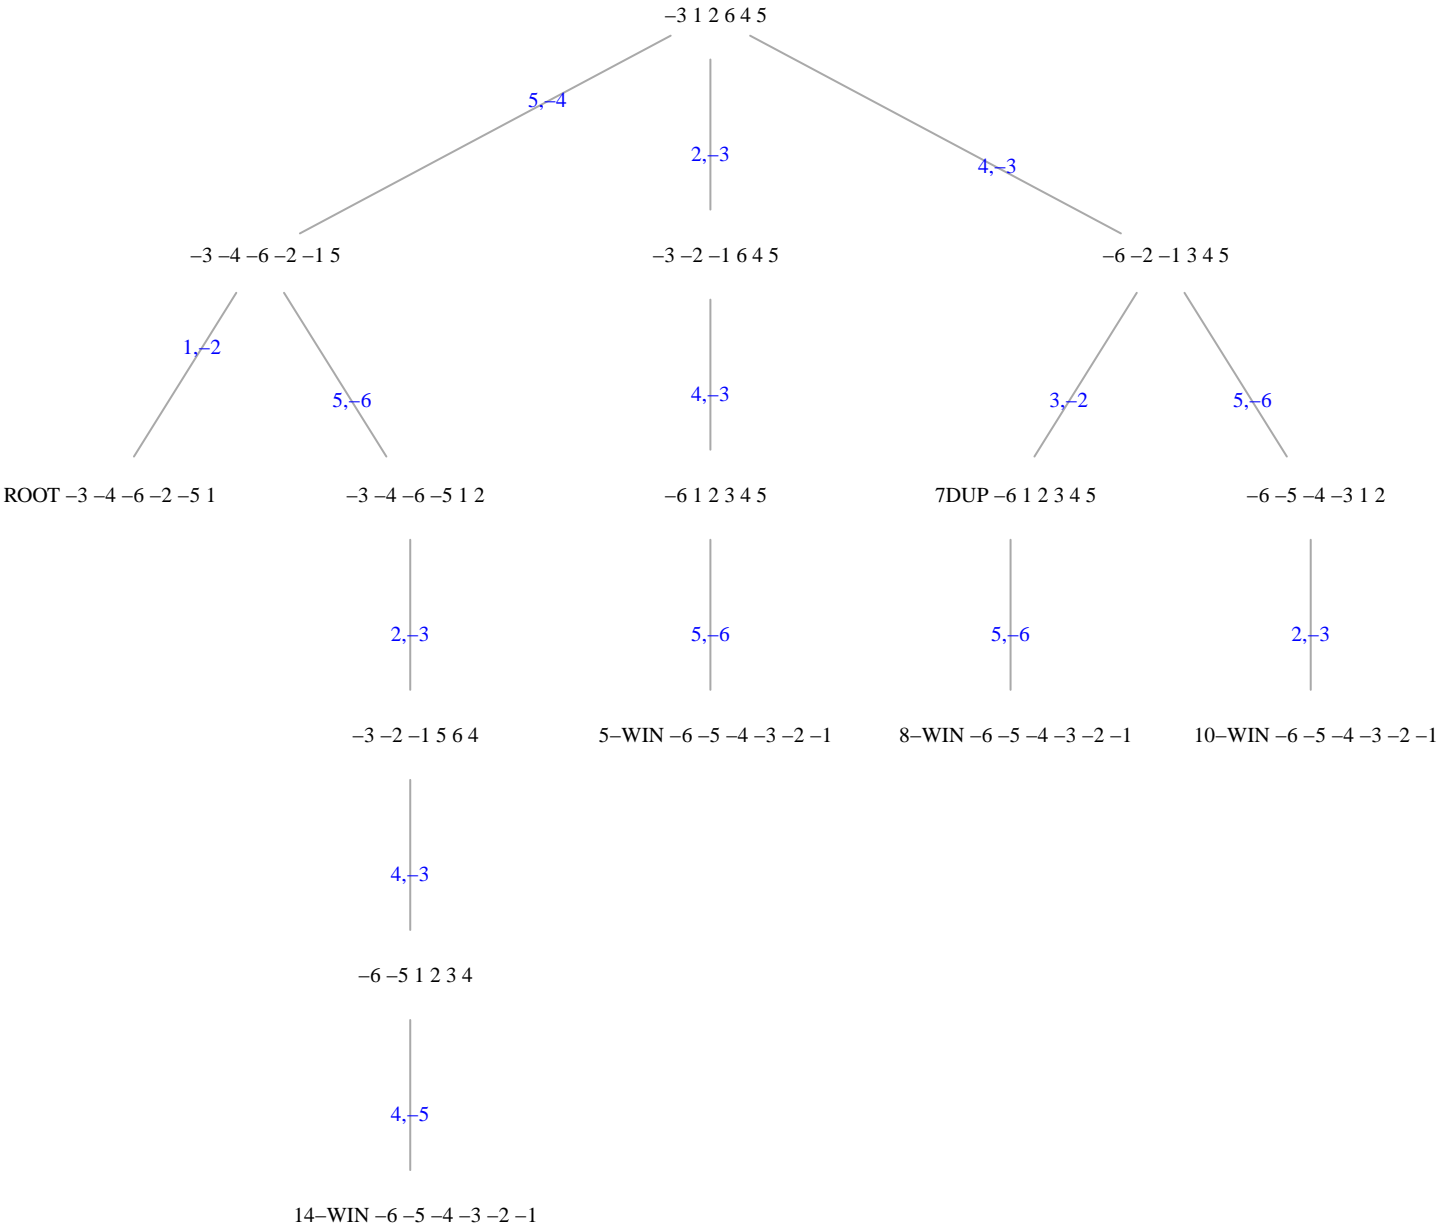 −3 1 2 6 4 5
5,−4
2,−3
4,−3
−3 −4 −6 −2 −1 5
−3 −2 −1 6 4 5
−6 −2 −1 3 4 5
1,−2
5,−6
4,−3
3,−2
5,−6
ROOT −3 −4 −6 −2 −5 1
−3 −4 −6 −5 1 2
−6 1 2 3 4 5
7DUP −6 1 2 3 4 5
−6 −5 −4 −3 1 2
2,−3
5,−6
5,−6
2,−3
−3 −2 −1 5 6 4
5−WIN −6 −5 −4 −3 −2 −1
8−WIN −6 −5 −4 −3 −2 −1
10−WIN −6 −5 −4 −3 −2 −1
4,−3
−6 −5 1 2 3 4
4,−5
14−WIN −6 −5 −4 −3 −2 −1